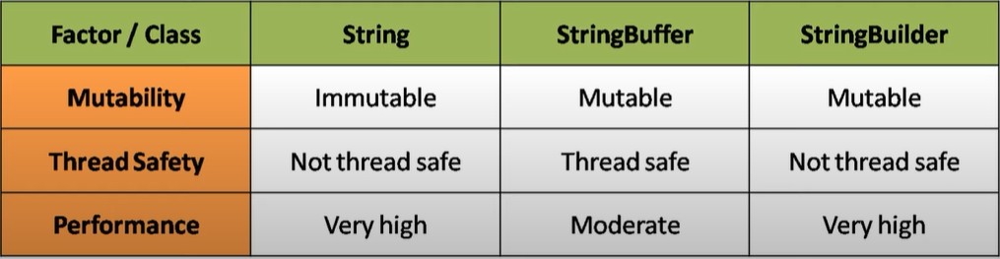 Factor / Class String StringBuffer StringBuilder
Mutability Immutable Mutable Mutable
Thread Safety Not thread safe Thread safe Not thread safe
Performance Very high Moderate Very high